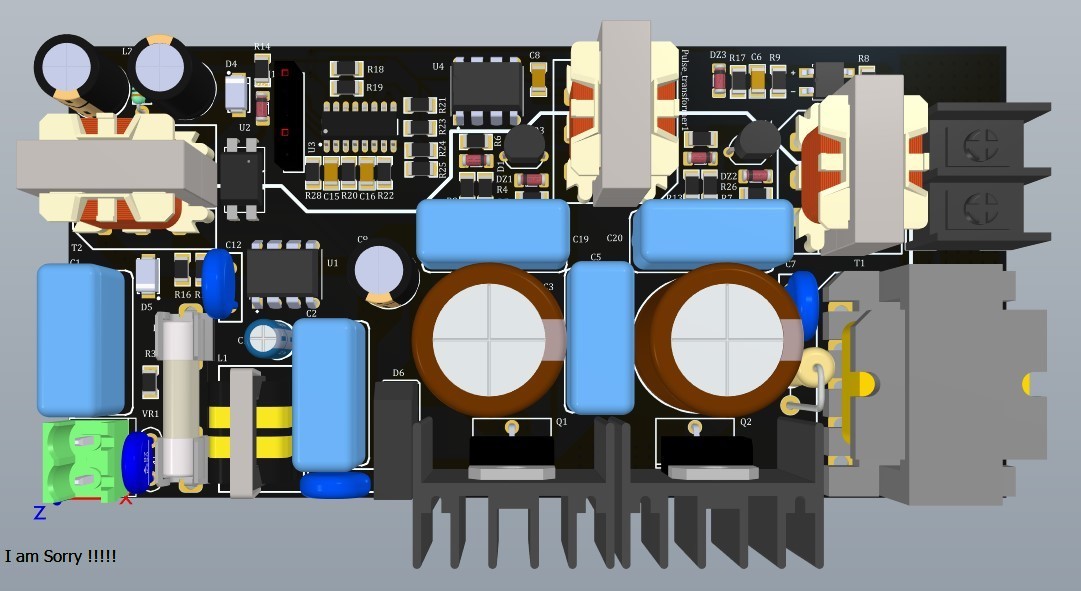 L7
R14
D4
R18
R19
U4
C8
Pulse transformer1
DZ3 R17 C6 R9
R8
+
−
U2
U3
R21
R23
R24
R25
R6
D1
DZ1
R4
DZ2
R26
R28 C15 R20 C16 R22
T2
C1
C12
U1
C19
C20
C5
C3
C7
T1
D5
R16
C2
R3
L1
D6
VR1
Q1
Q2
Z
X
I am Sorry !!!!!